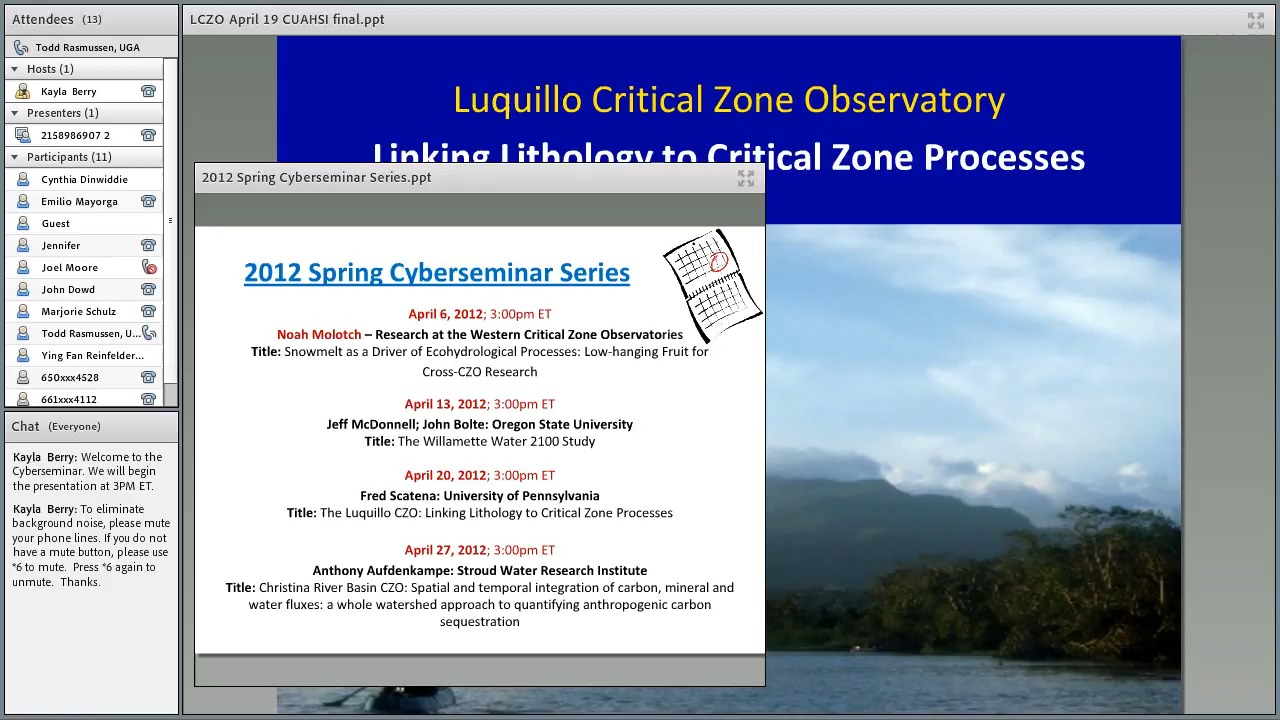 Attendees (13)
Todd Rasmussen, UGA
Hosts (1)
Kayla Berry
Presenters (1)
2158986907 2
Participants (11)
Cynthia Dinwiddie
Emilio Mayorga
Guest
Jennifer
Joel Moore
John Dowd
Marjorie Schulz
Todd Rasmussen, U...
Ying Fan Reinfelder...
650xxx4528
661xxx4112
Chat (Everyone)
Kayla Berry: Welcome to the
Cyberseminar. We will begin
the presentation at 3PM ET.
Kayla Berry: To eliminate
background noise, please mute
your phone lines. If you do not
have a mute button, please use
*6 to mute. Press *6 again to
unmute. Thanks.
LCZO April 19 CUAHSI final.ppt
Luquillo Critical Zone Observatory
Linking Lithology to Critical Zone Processes
2012 Spring Cyberseminar Series.ppt
2012 Spring Cyberseminar Series
April 6, 2012; 3:00pm ET
Noah Molotch – Research at the Western Critical Zone Observatories
Title: Snowmelt as a Driver of Ecohydrological Processes: Low-hanging Fruit for
Cross-CZO Research
April 13, 2012; 3:00pm ET
Jeff McDonnell; John Bolte: Oregon State University
Title: The Willamette Water 2100 Study
April 20, 2012; 3:00pm ET
Fred Scatena: University of Pennsylvania
Title: The Luquillo CZO: Linking Lithology to Critical Zone Processes
April 27, 2012; 3:00pm ET
Anthony Aufdenkampe: Stroud Water Research Institute
Title: Christina River Basin CZO: Spatial and temporal integration of carbon, mineral and
water fluxes: a whole watershed approach to quantifying anthropogenic carbon
sequestration